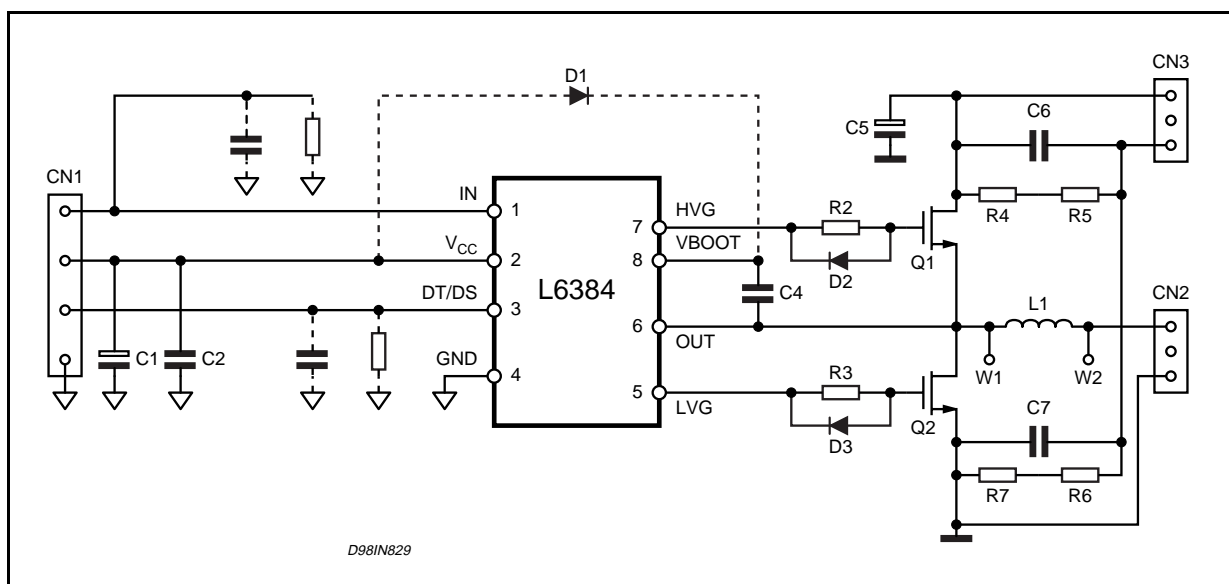 D1
CN3
C5
C6
CN1
IN
1
HVG
R2
R4
R5
7
VBOOT
VCC
2
8
Q1
D2
L6384
C4
CN2
DT/DS
3
L1
6
OUT
C1
C2
GND
4
W1
W2
R3
5
LVG
Q2
C7
D3
R7
R6
D98IN829